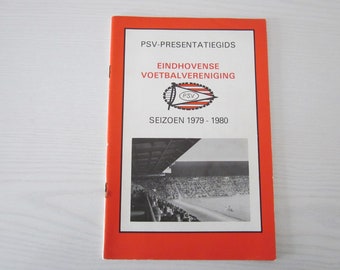 PSV-PRESENTATIEGIDS
EINDHOVENSE
VOETBALVERENIGING
PSV
SEIZOEN 1979 - 1980